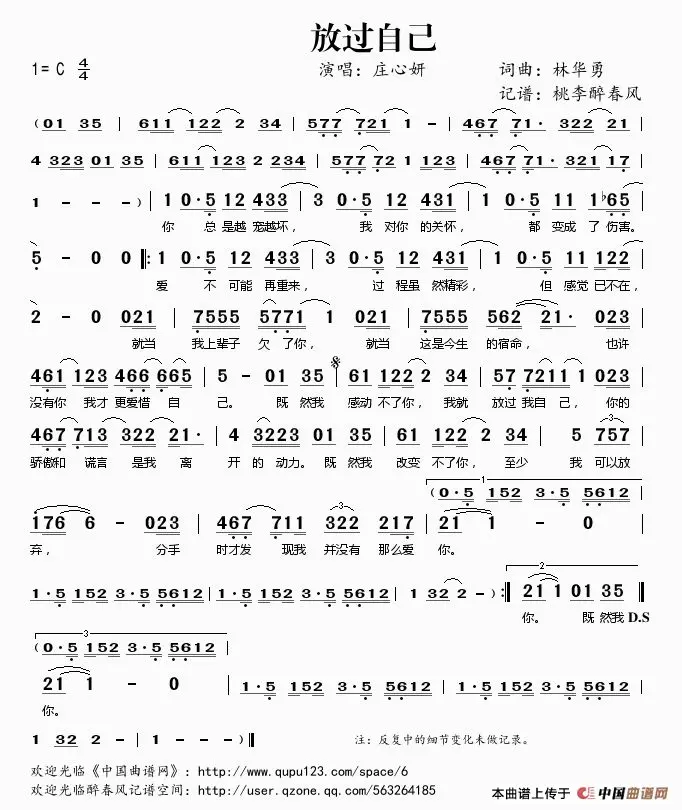 放过自己
1= C 4/4 演唱：庄心妍 词曲：林华勇
记谱：桃李醉春风
（01 35 | 611 122 2 34 | 577 721 1 - | 467 71· 322 21 |
4 323 01 35 | 611 123 2 234 | 577 72 1 123 | 467 71· 321 17 |
1 - - - ）| 1 0·5 12 433 | 3 0·5 12 431 | 1 0·5 11 1♭65 |
你 总 是越 宠越坏， 我 对你 的关怀， 都 变成 了 伤害。
5 - 0 0 ‖: 1 0·5 12 433 | 3 0·5 12 431 | 1 0·5 11 122 |
爱 不 可能 再重来， 过 程虽 然精彩， 但 感觉 已不在，
2 - 0 021 | 7555 5771 1 021 | 7555 562 21· 023 |
就当 我上辈子 欠 了你， 就当 这是今生 的宿命， 也许
461 123 466 665 | 5 - 01 35 | 61 122 2 34 | 57 7211 1 023 |
没有你 我才 更爱惜 自 己。 既 然我 感动 不了你， 我就 放过 我自 己， 你的
467 713 322 21· | 4 3223 01 35 | 61 122 2 34 | 5 757 |
骄傲和 谎言 是我 离 开 的 动力。 既 然我 改变 不了你， 至少 我 可以放
1 （0·5 152 3·5 5612
176 6 - 023 | 467 711 322 217 | 21 1 - 0 |
弃， 分手 时才发 现我 并没有 那么爱 你。
1·5 152 3·5 5612 | 1·5 152 3·5 5612 | 1 32 2 - ）:‖ 2 21 1 01 35 ‖
你。 既 然我 D.S
3
（0·5 152 3·5 5612 |
21 1 - 0 | 1·5 152 3·5 5612 | 1·5 152 3·5 5612 |
你。
1 32 2 - ）‖ 注：反复中的细节变化未做记录。
欢迎光临《中国曲谱网》：http://www.qupu123.com/space/6
欢迎光临醉春风记谱空间：http://user.qzone.qq.com/563264185
本曲谱上传于 中国曲谱网